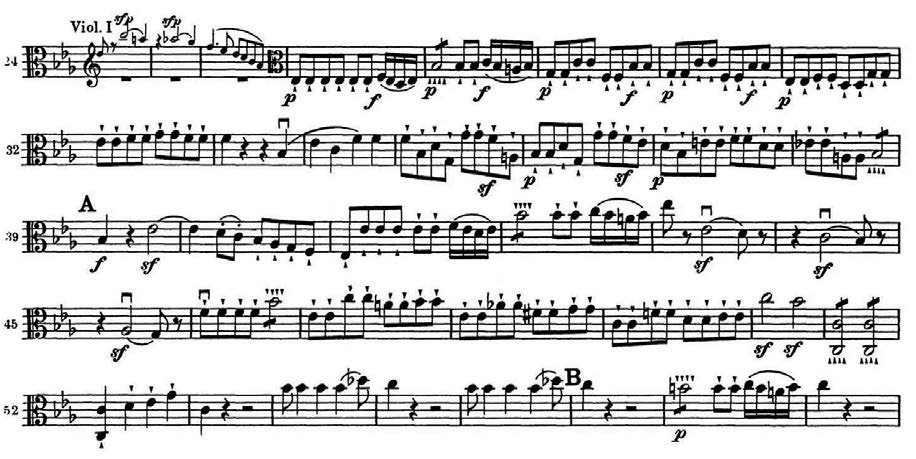 Viol. I sfp sfp
24
p f p f p f p f p
32
sf p sf p
A
39
f sf sf sf
45
sf sf sf
B
52
p